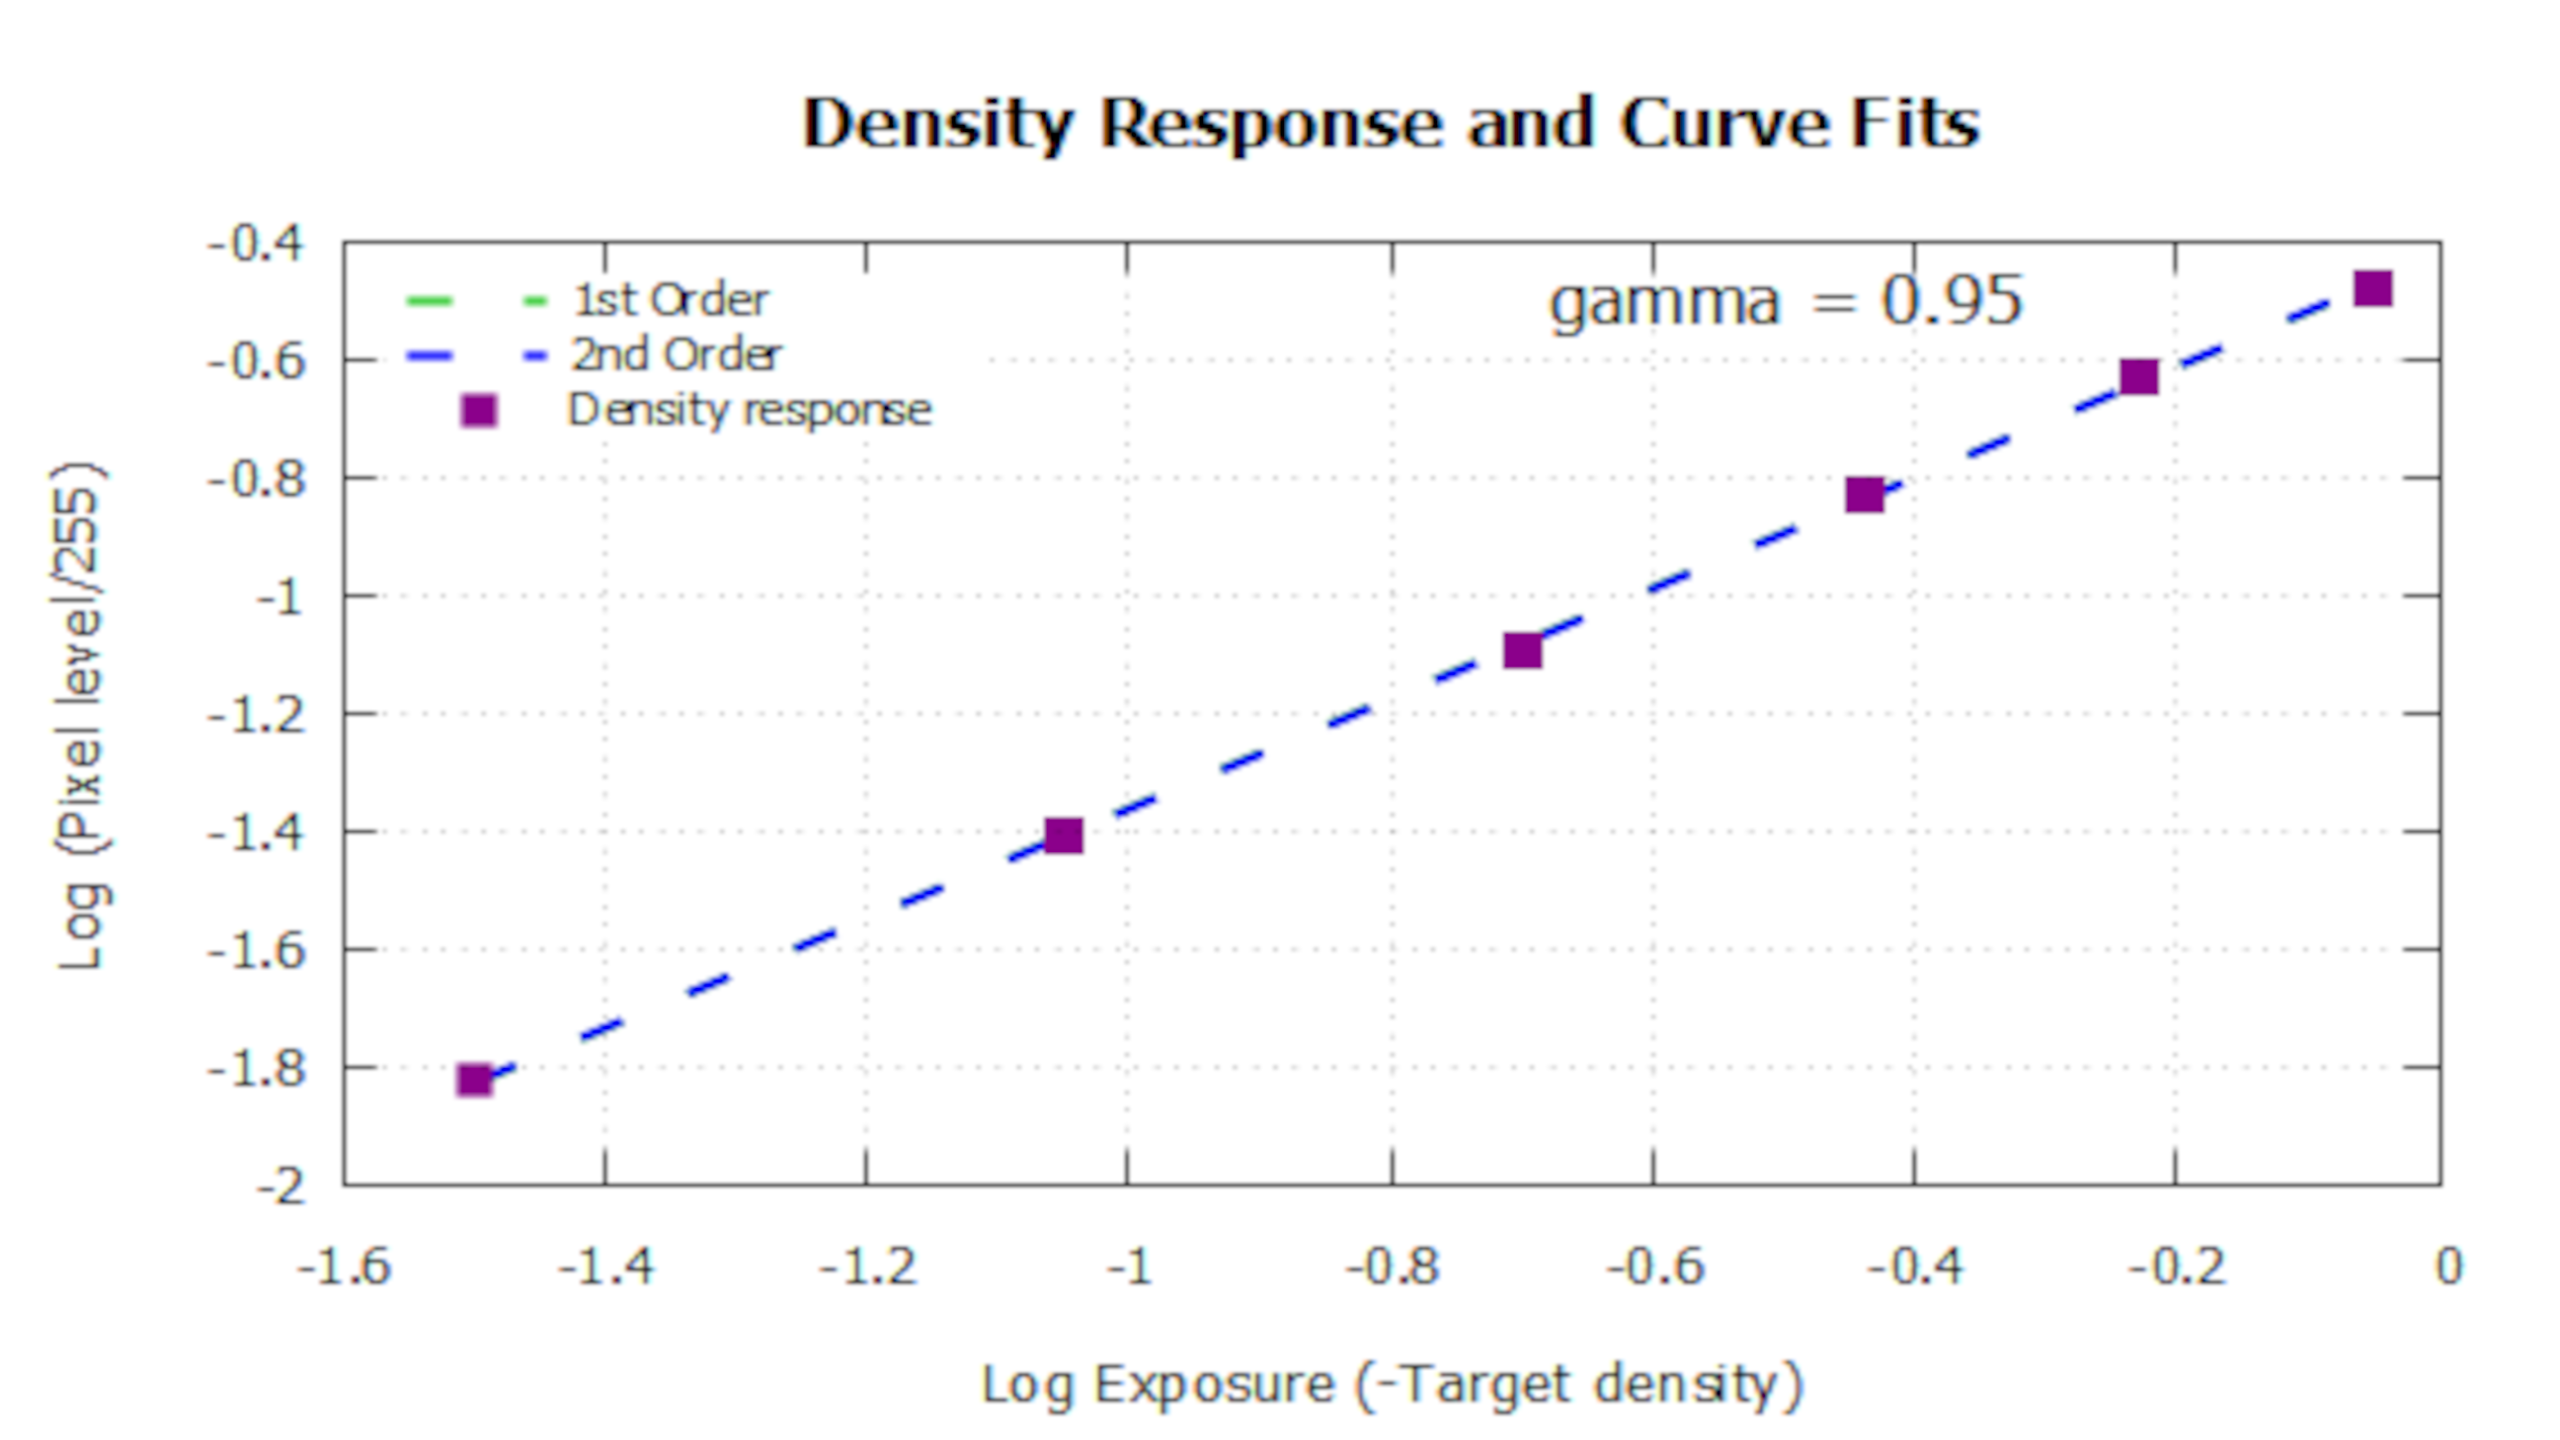 Density Response and Curve Fits
-0.4
1st Order
gamma = 0.95
-0.6
2nd Order
Density response
-0.8
-1
-1.2
-1.4
-1.6
-1.8
-2
Log (Pixel level/255)
-1.6 -1.4 -1.2 -1 -0.8 -0.6 -0.4 -0.2 0
Log Exposure (-Target density)